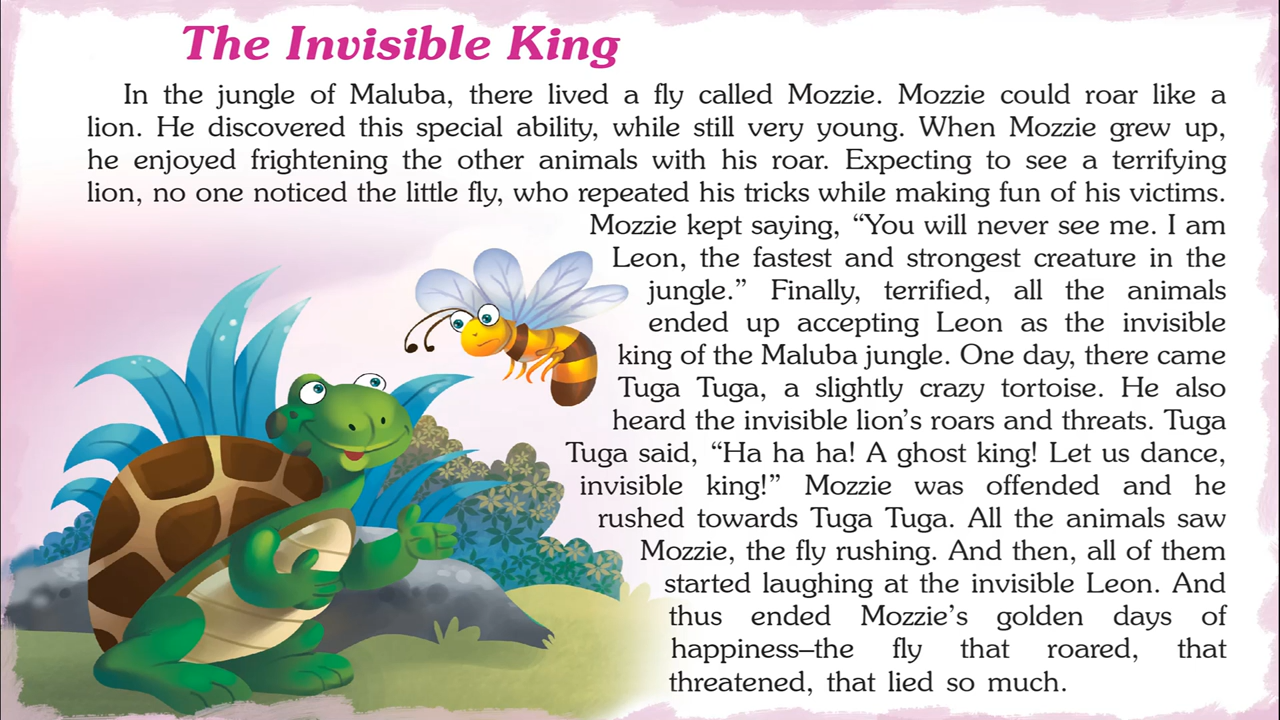 The Invisible King
In the jungle of Maluba, there lived a fly called Mozzie. Mozzie could roar like a
lion. He discovered this special ability, while still very young. When Mozzie grew up,
he enjoyed frightening the other animals with his roar. Expecting to see a terrifying
lion, no one noticed the little fly, who repeated his tricks while making fun of his victims.
Mozzie kept saying, “You will never see me. I am
Leon, the fastest and strongest creature in the
jungle.” Finally, terrified, all the animals
ended up accepting Leon as the invisible
king of the Maluba jungle. One day, there came
Tuga Tuga, a slightly crazy tortoise. He also
heard the invisible lion’s roars and threats. Tuga
Tuga said, “Ha ha ha! A ghost king! Let us dance,
invisible king!” Mozzie was offended and he
rushed towards Tuga Tuga. All the animals saw
Mozzie, the fly rushing. And then, all of them
started laughing at the invisible Leon. And
thus ended Mozzie’s golden days of
happiness–the fly that roared, that
threatened, that lied so much.